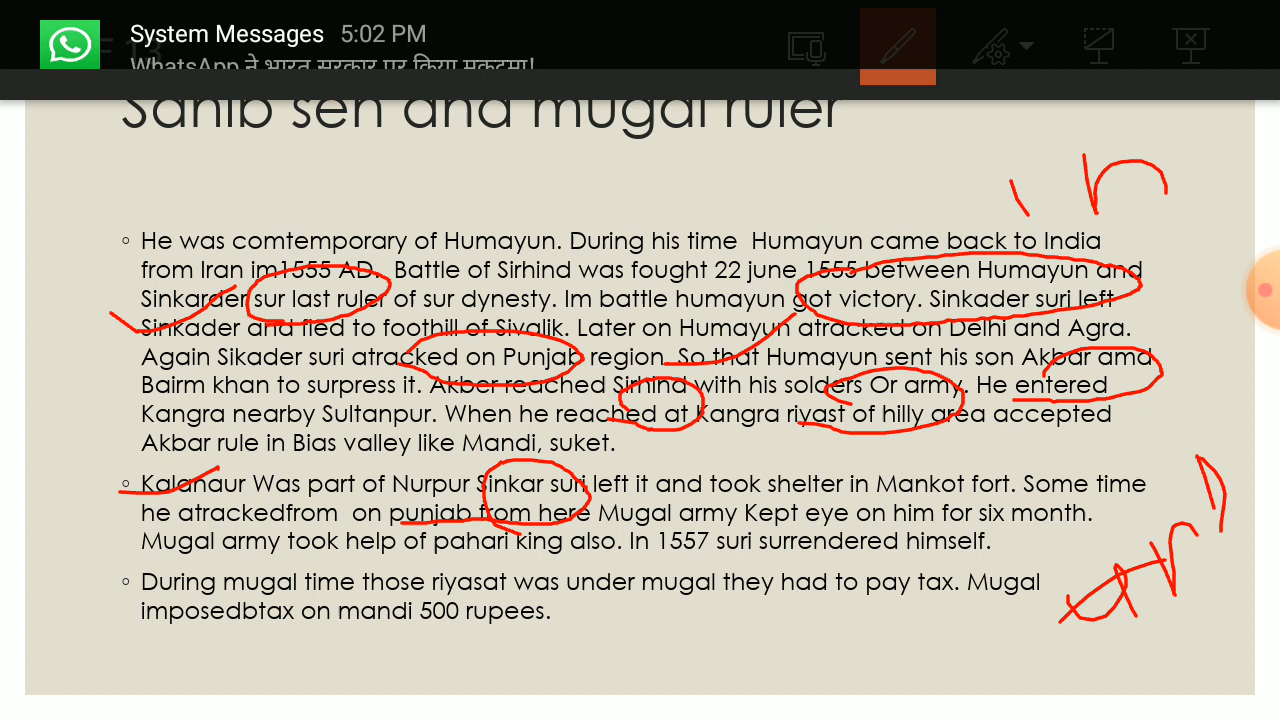 System Messages 5:02 PM
WhatsApp ने भारत सरकार पर किया मुकदमा!
Sahib sen and mugal ruler
in
◦ He was comtemporary of Humayun. During his time Humayun came back to India
from Iran im1555 AD. Battle of Sirhind was fought 22 june 1555 between Humayun and
Sinkarder sur last ruler of sur dynesty. Im battle humayun got victory. Sinkader suri left
Sinkader and fled to foothill of Sivalik. Later on Humayun atracked on Delhi and Agra.
Again Sikader suri atracked on Punjab region. So that Humayun sent his son Akbar amd
Bairm khan to surpress it. Akber reached Sirhind with his solders Or army. He entered
Kangra nearby Sultanpur. When he reached at Kangra riyast of hilly area accepted
Akbar rule in Bias valley like Mandi, suket.
◦ Kalanaur Was part of Nurpur Sinkar suri left it and took shelter in Mankot fort. Some time
he atrackedfrom on punjab from here Mugal army Kept eye on him for six month.
Mugal army took help of pahari king also. In 1557 suri surrendered himself.
◦ During mugal time those riyasat was under mugal they had to pay tax. Mugal
imposedbtax on mandi 500 rupees.